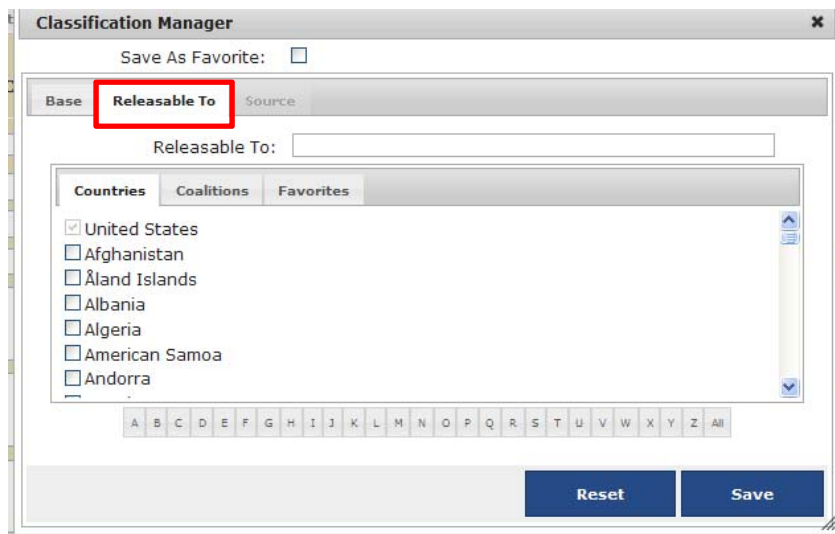 Classification Manager ×
Save As Favorite:
Base Releasable To Source
Releasable To:
Countries Coalitions Favorites
United States
Afghanistan
Åland Islands
Albania
Algeria
American Samoa
Andorra
A B C D E F G H I J K L M N O P Q R S T U V W X Y Z All
Reset Save